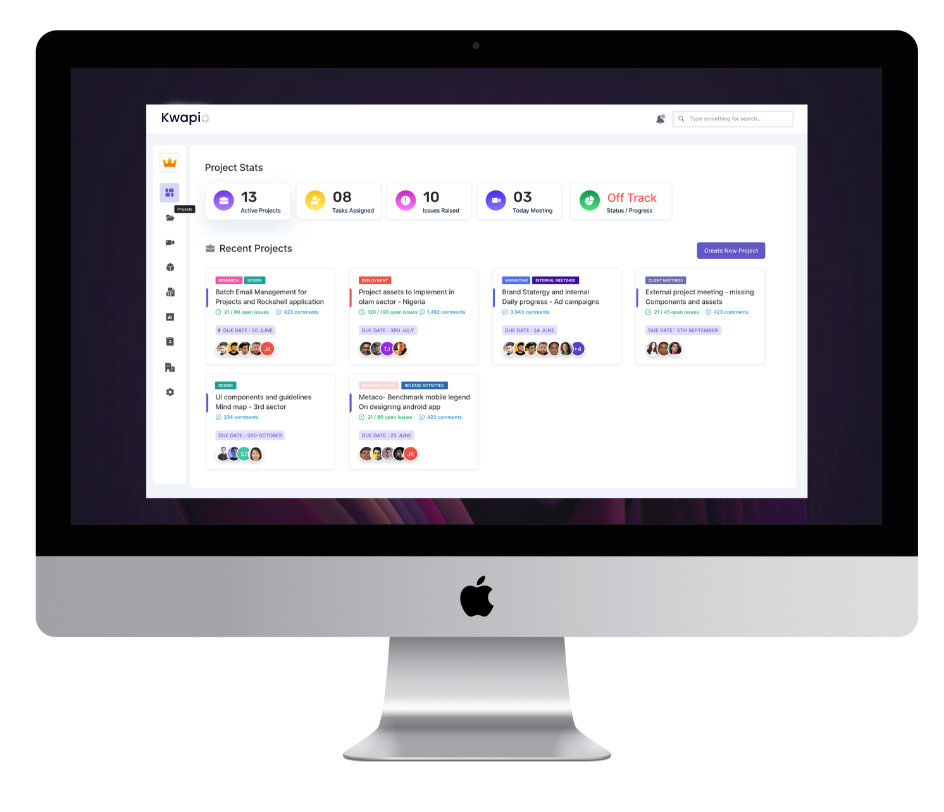 Kwapio
Type something for search...
Project Stats
13
Active Projects
08
Tasks Assigned
10
Issues Raised
03
Today Meeting
Off Track
Status / Progress
Projects
Recent Projects
Create New Project
RESEARCH DESIGN
Batch Email Management for
Projects and Rockshell application
21 / 90 open issues 423 comments
# DUE DATE : 20 JUNE
JK
DEPLOYMENT
Project assets to implement in
olam sector - Nigeria
120 / 180 open issues 1,492 comments
DUE DATE : 3RD JULY
TJ
MARKETING INTERNAL MEETINGS
Brand Statergy and internal
Daily progress - Ad campaigns
3,943 comments
DUE DATE : 24 JUNE
+4
CLIENT MEETINGS
External project meeting - missing
Components and assets
21 / 45 open issues 423 comments
DUE DATE : 5TH SEPTEMBER
DESIGN
UI components and guidelines
Mind map - 3rd sector
234 comments
DUE DATE : 3RD OCTOBER
RELEASE ACTIVITIES
Metaco- Benchmark mobile legend
On designing android app
21 / 90 open issues 423 comments
DUE DATE : 22 JUNE
JK